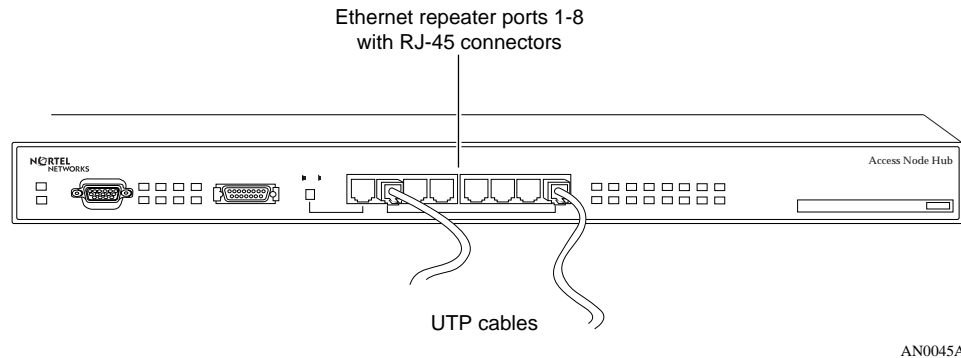 Ethernet repeater ports 1-8
with RJ-45 connectors
NORTEL
NETWORKS
Access Node Hub
UTP cables
AN0045A